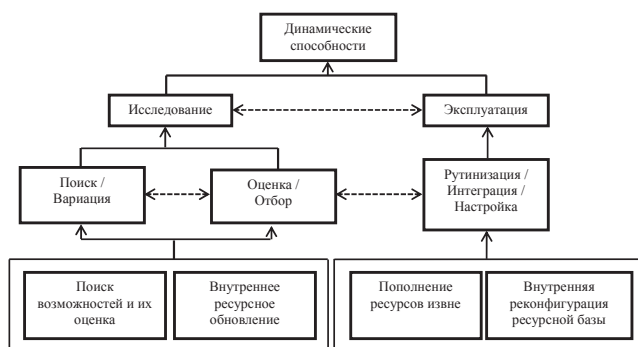 Динамические
способности
Исследование
Эксплуатация
Поиск /
Вариация
Оценка /
Отбор
Рутинизация /
Интеграция /
Настройка
Поиск
возможностей и их
оценка
Внутреннее
ресурсное
обновление
Пополнение
ресурсов извне
Внутренняя
реконфигурация
ресурсной базы